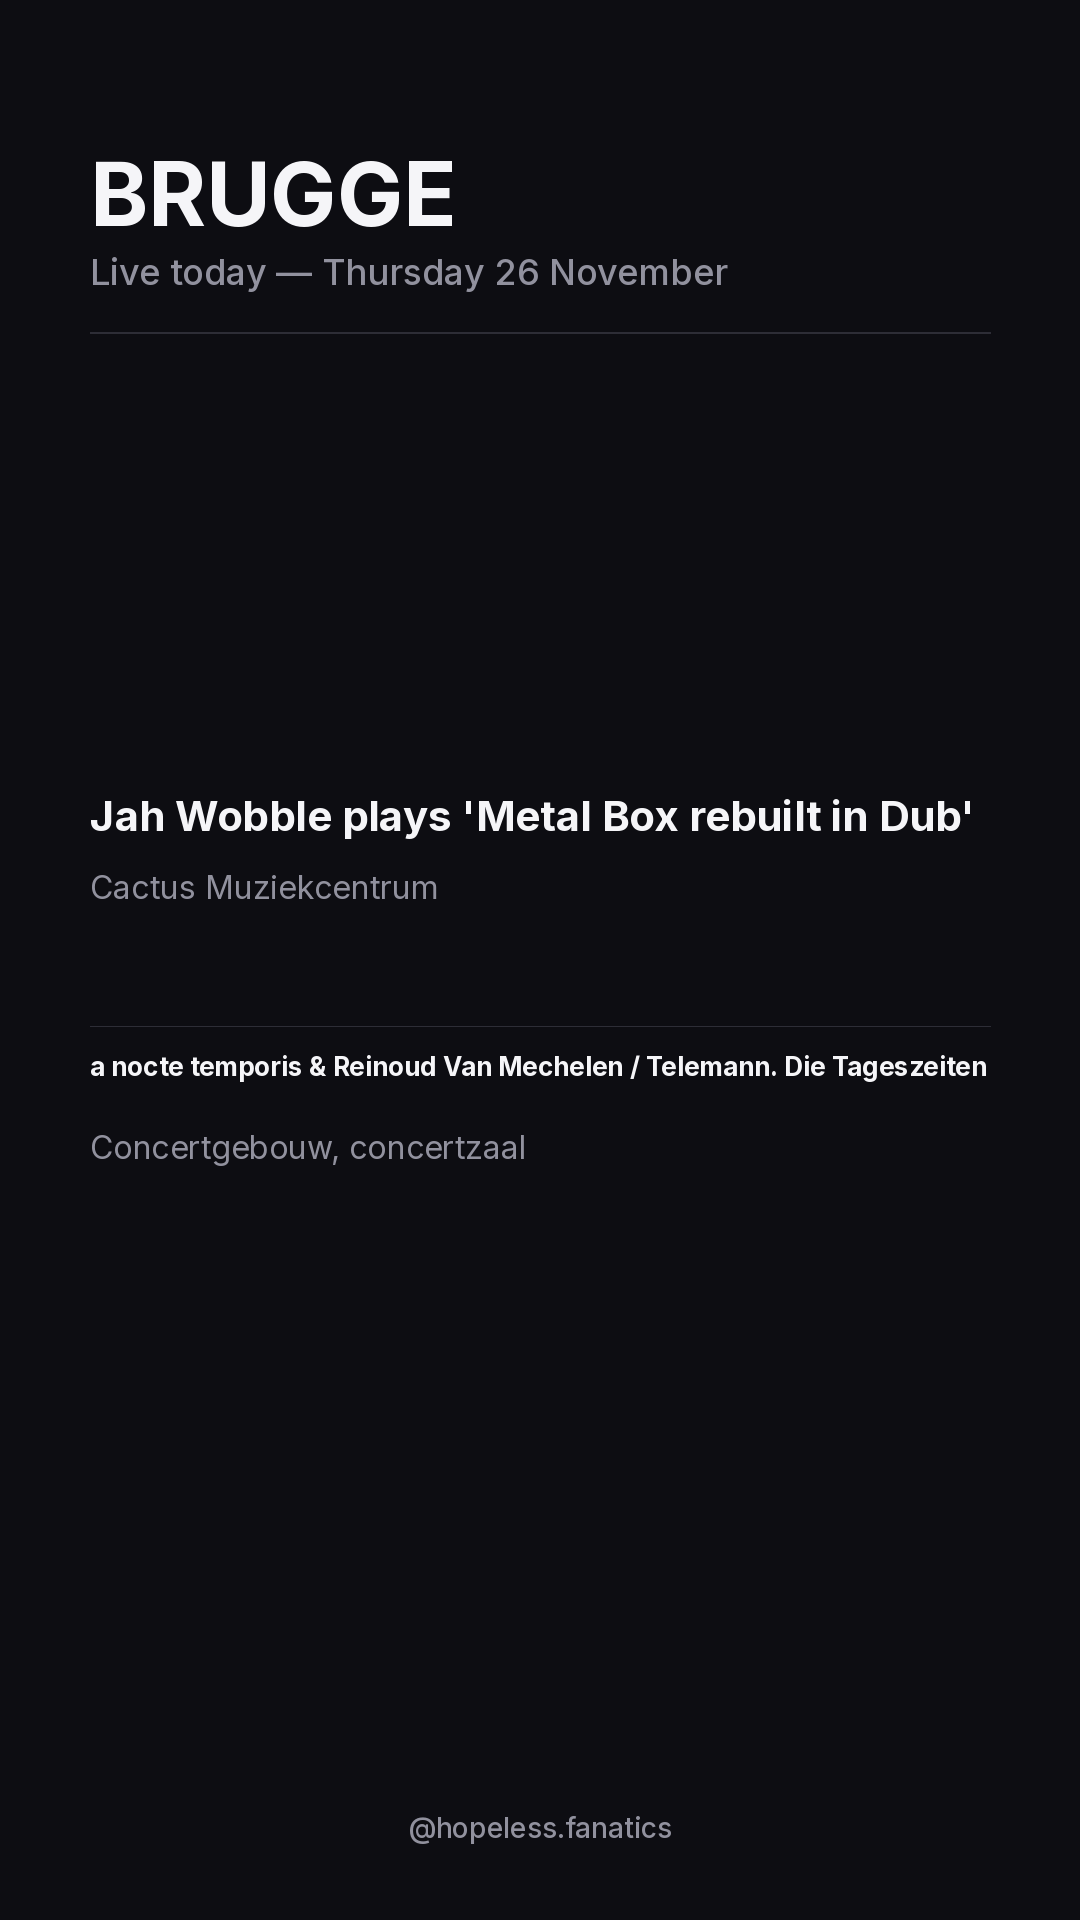 BRUGGE
Live today — Thursday 26 November
Jah Wobble plays 'Metal Box rebuilt in Dub'
Cactus Muziekcentrum
a nocte temporis & Reinoud Van Mechelen / Telemann. Die Tageszeiten
Concertgebouw, concertzaal
@hopeless.fanatics